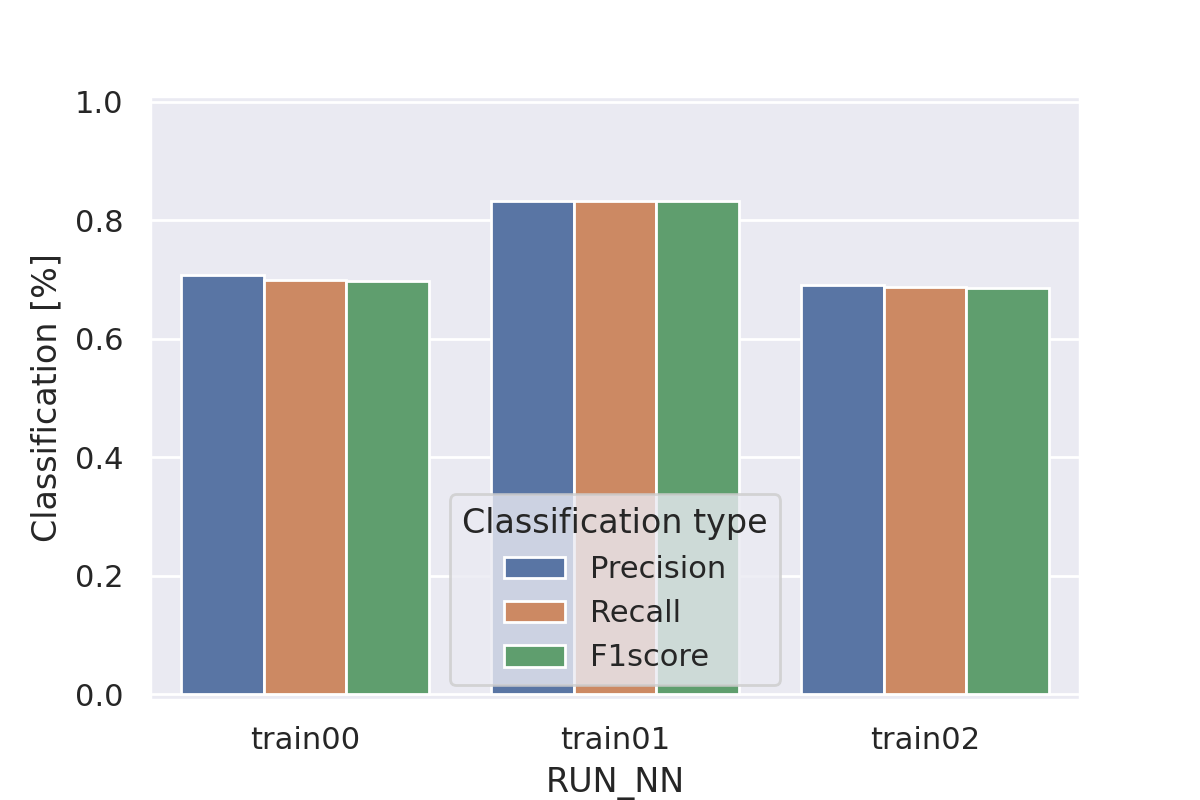 1.0
0.8
0.6
0.4
0.2
0.0
Classification [%]
Classification type
Precision
Recall
F1score
train00
train01
train02
RUN_NN